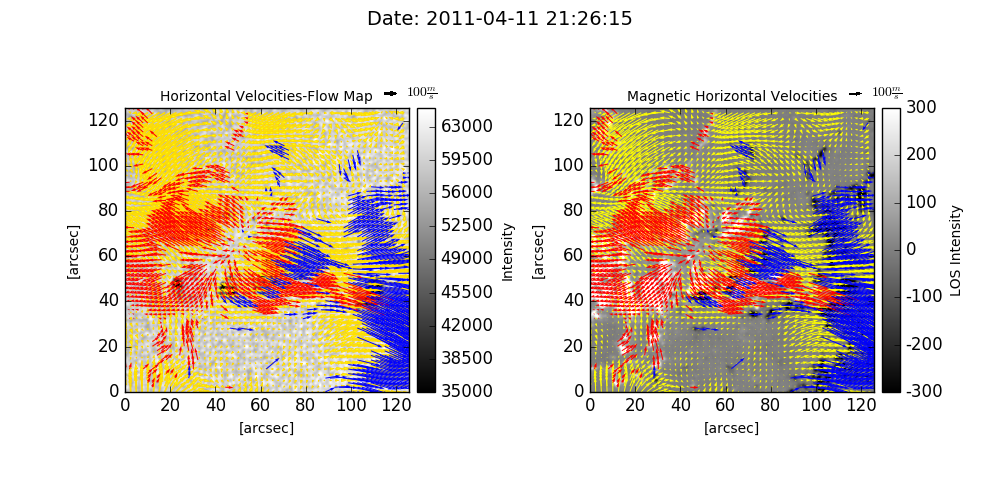 Date: 2011-04-11 21:26:15
Horizontal Velocities-Flow Map
100 m/s
120
100
80
60
40
20
0
[arcsec]
0 20 40 60 80 100 120
[arcsec]
63000
59500
56000
52500
49000
45500
42000
38500
35000
Intensity
Magnetic Horizontal Velocities
100 m/s
120
100
80
60
40
20
0
[arcsec]
0 20 40 60 80 100 120
[arcsec]
300
200
100
0
-100
-200
-300
LOS Intensity